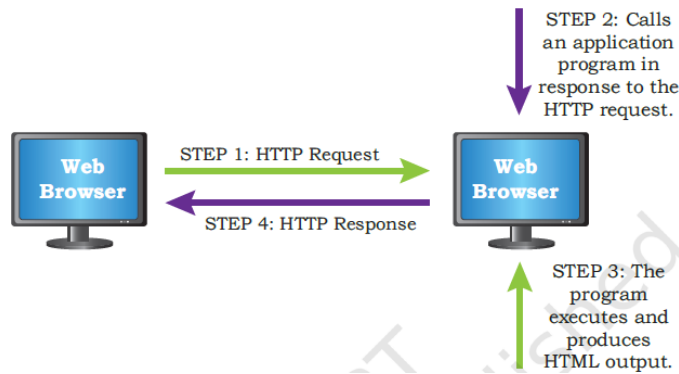 STEP 2: Calls
an application
program in
response to the
HTTP request.
Web
Browser
STEP 1: HTTP Request
STEP 4: HTTP Response
Web
Browser
STEP 3: The
program
executes and
produces
HTML output.